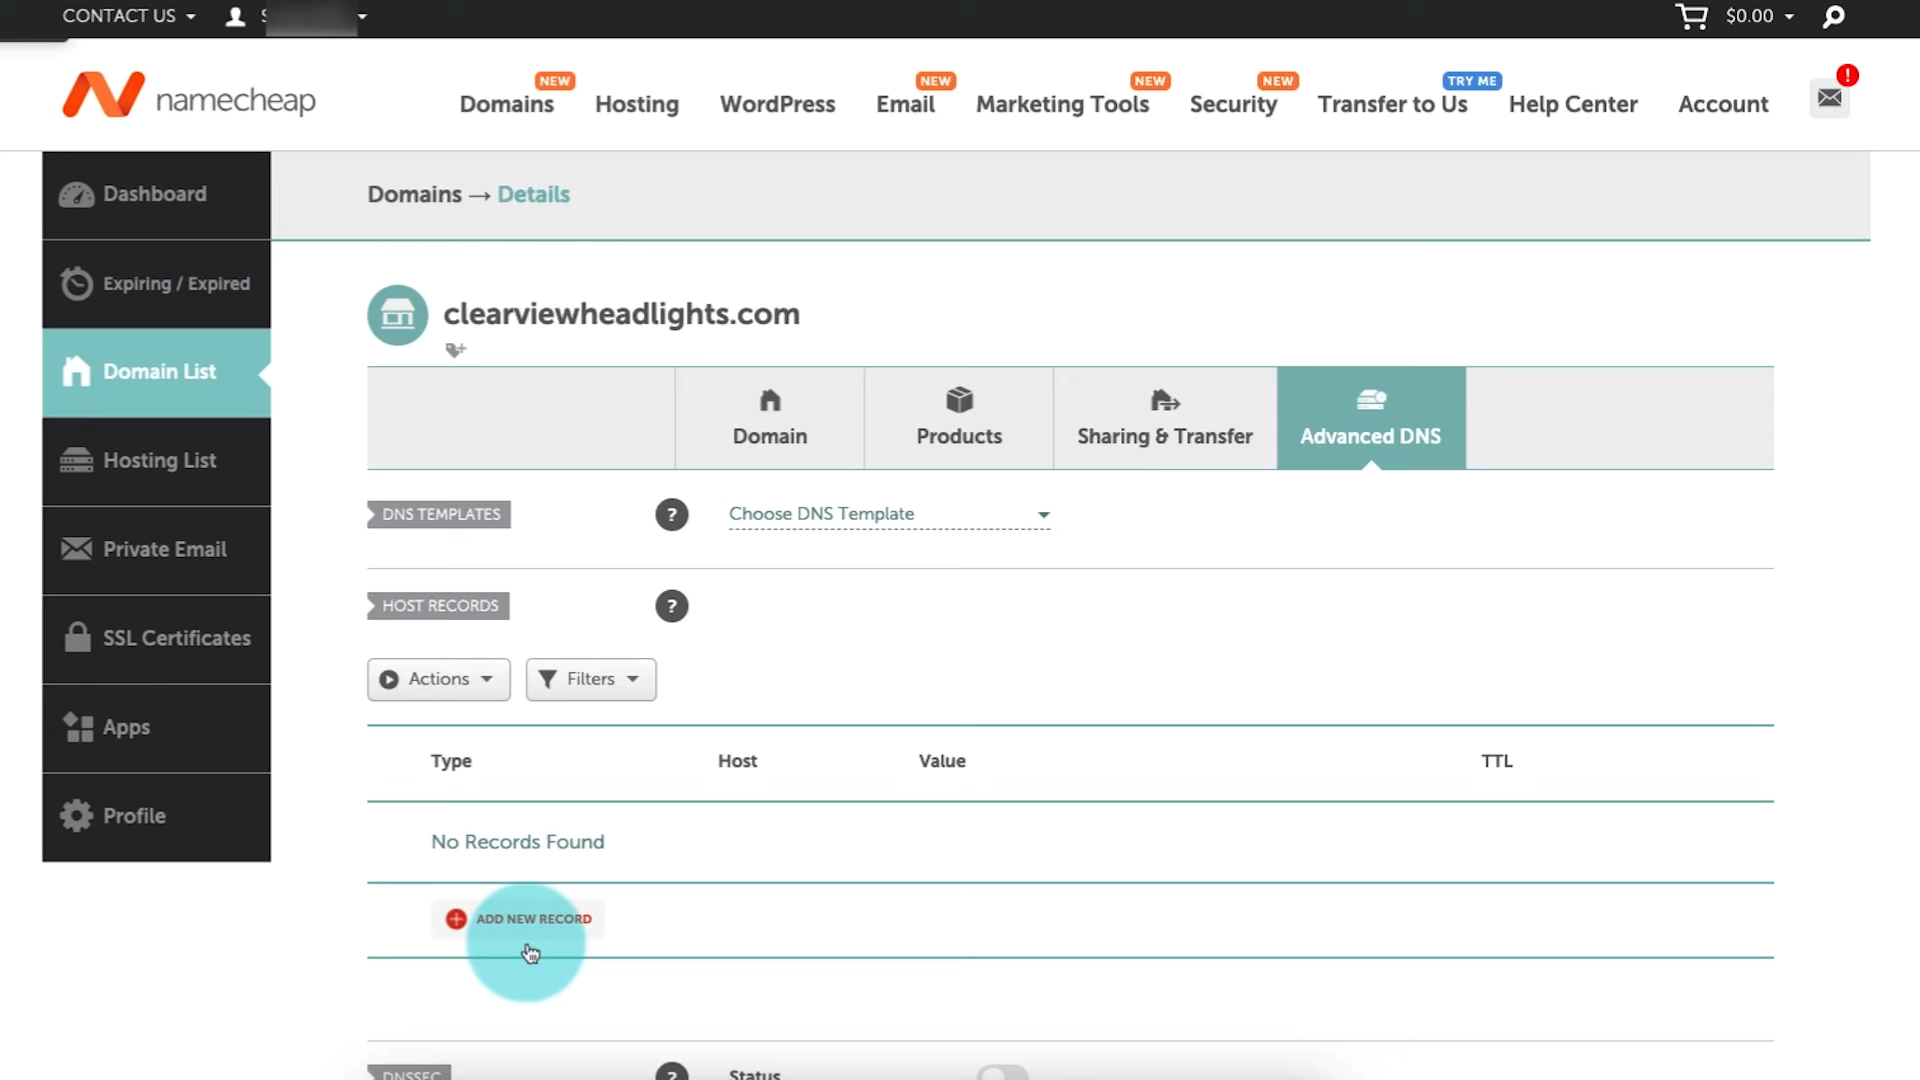 CONTACT US
$0.00
NEW
NEW
NEW
NEW
TRY ME
!
namecheap
Domains
Hosting
WordPress
Email
Marketing Tools
Security
Transfer to Us
Help Center
Account
Dashboard
Domains → Details
Expiring / Expired
clearviewheadlights.com
Domain List
Domain
Products
Sharing & Transfer
Advanced DNS
Hosting List
DNS TEMPLATES
?
Choose DNS Template
Private Email
HOST RECORDS
?
SSL Certificates
Actions
Filters
Apps
Type
Host
Value
TTL
Profile
No Records Found
ADD NEW RECORD
DNSSEC
?
Status